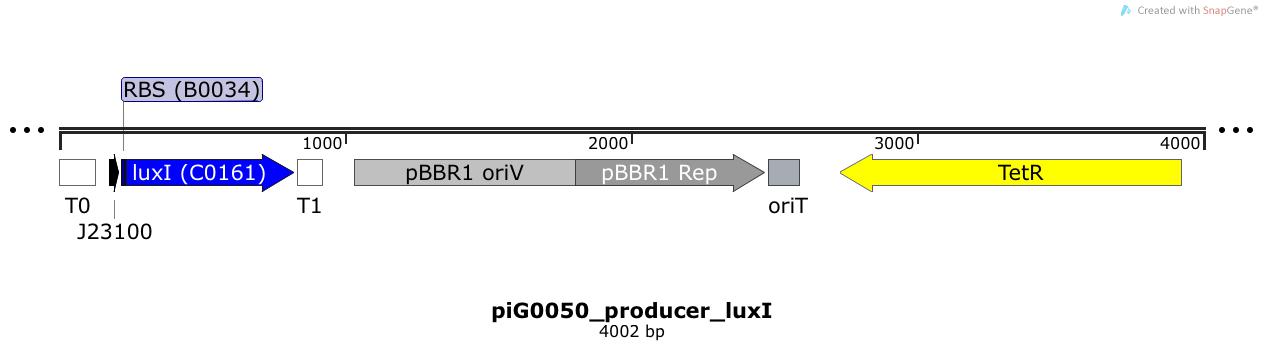 Created with SnapGene®
RBS (B0034)
1000 2000 3000 4000
luxI (C0161) pBBR1 oriV pBBR1 Rep TetR
T0 T1 oriT
J23100
piG0050_producer_luxI
4002 bp